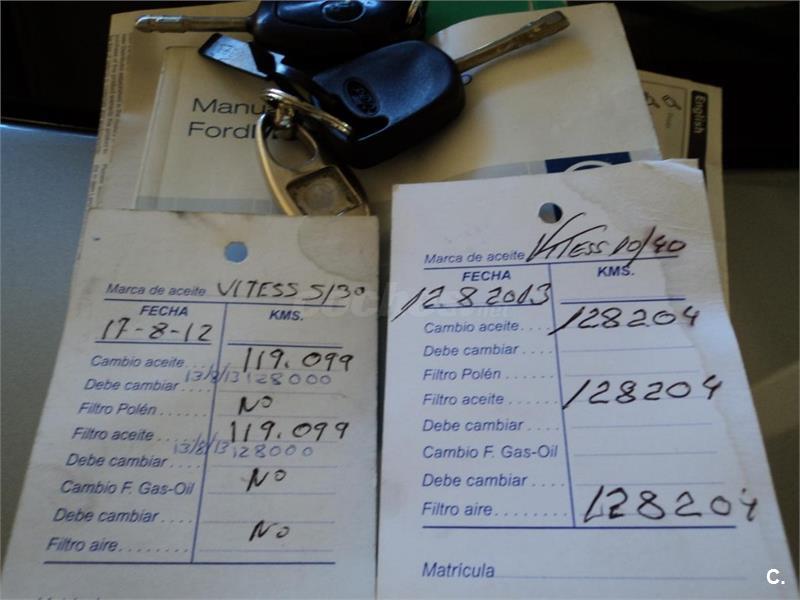 Ford
Ford
Manu
FordM
English
Marca de aceite VITESS 5/30
FECHA KMS.
17-8-12
Cambio aceite.... 119.099
Debe cambiar 13/8/13 128000
Filtro Polén...... NO
Filtro aceite..... 119.099
Debe cambiar 13/8/13 128000
Cambio F. Gas-Oil NO
Debe cambiar....
Filtro aire........ NO
Marca de aceite VITESS 10/40
FECHA KMS.
12 8 2013
Cambio aceite.... 128204
Debe cambiar....
Filtro Polén......
Filtro aceite..... 128204
Debe cambiar....
Cambio F. Gas-Oil
Debe cambiar....
Filtro aire........ 128204
Matrícula
C.